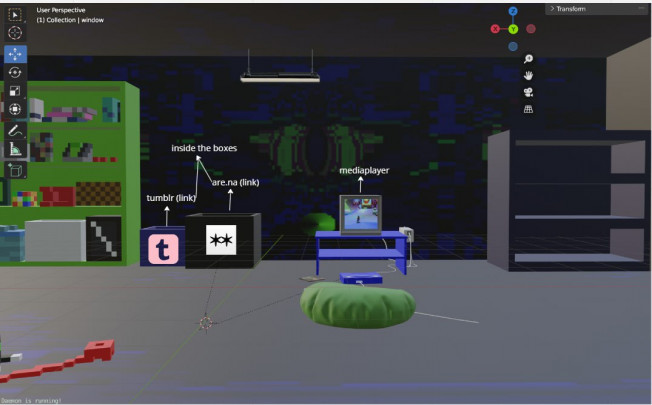 User Perspective
(1) Collection | window
> Transform
inside the boxes
are.na (link)
mediaplayer
tumblr (link)
t
Z
X
Y
Daemon is running!